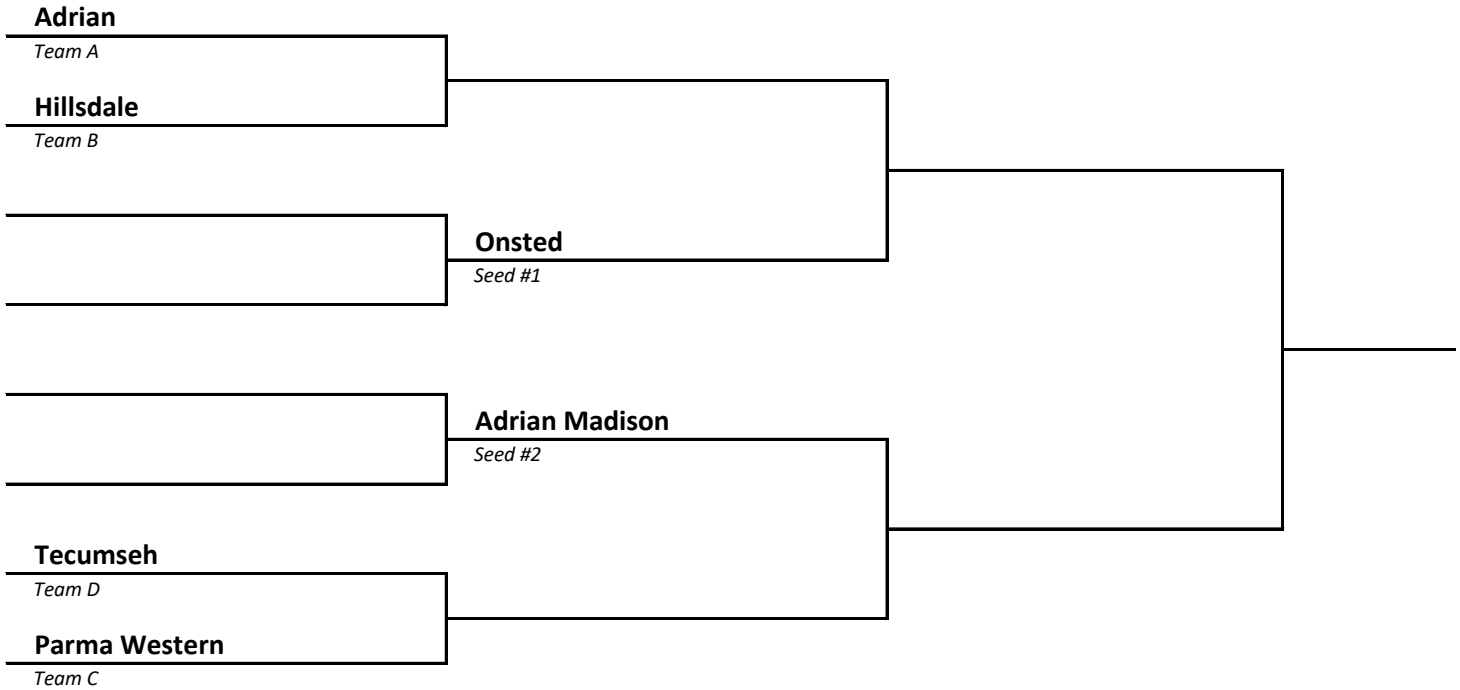 Adrian
Team A
Hillsdale
Team B
Onsted
Seed #1
Adrian Madison
Seed #2
Tecumseh
Team D
Parma Western
Team C